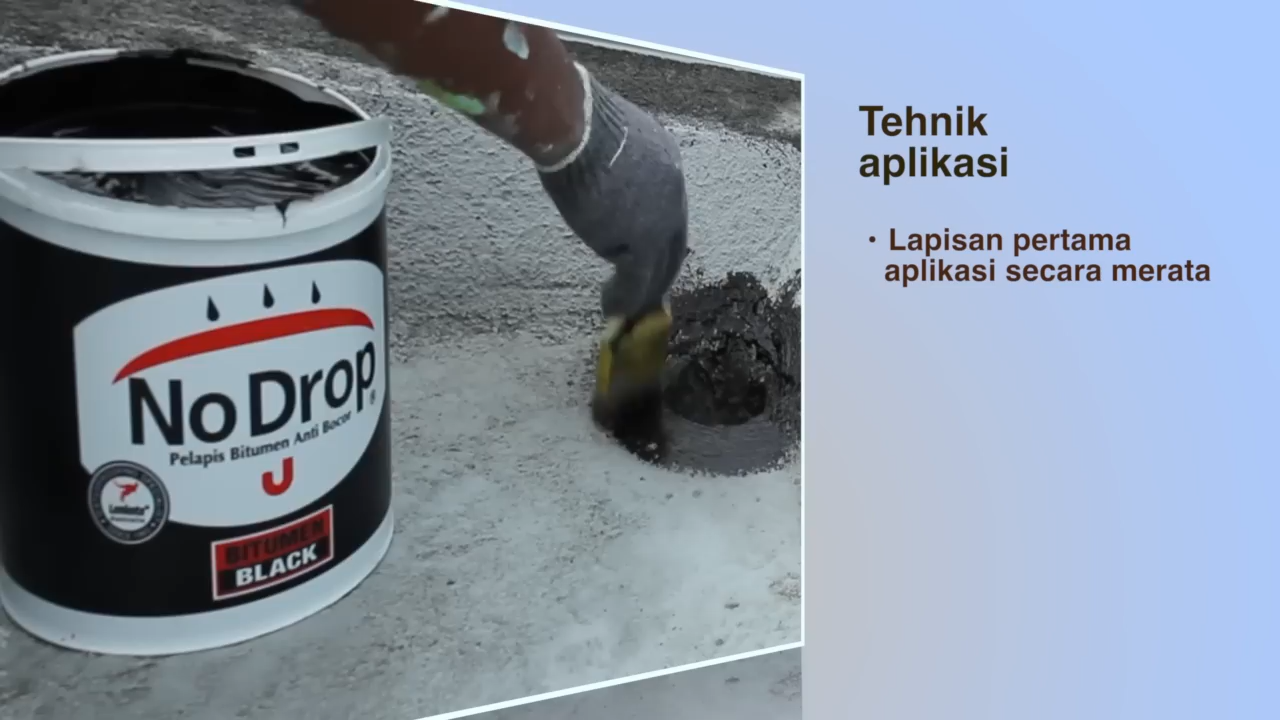 Tehnik
aplikasi
• Lapisan pertama
aplikasi secara merata
No Drop®
Pelapis Bitumen Anti Bocor
BITUMEN
BLACK